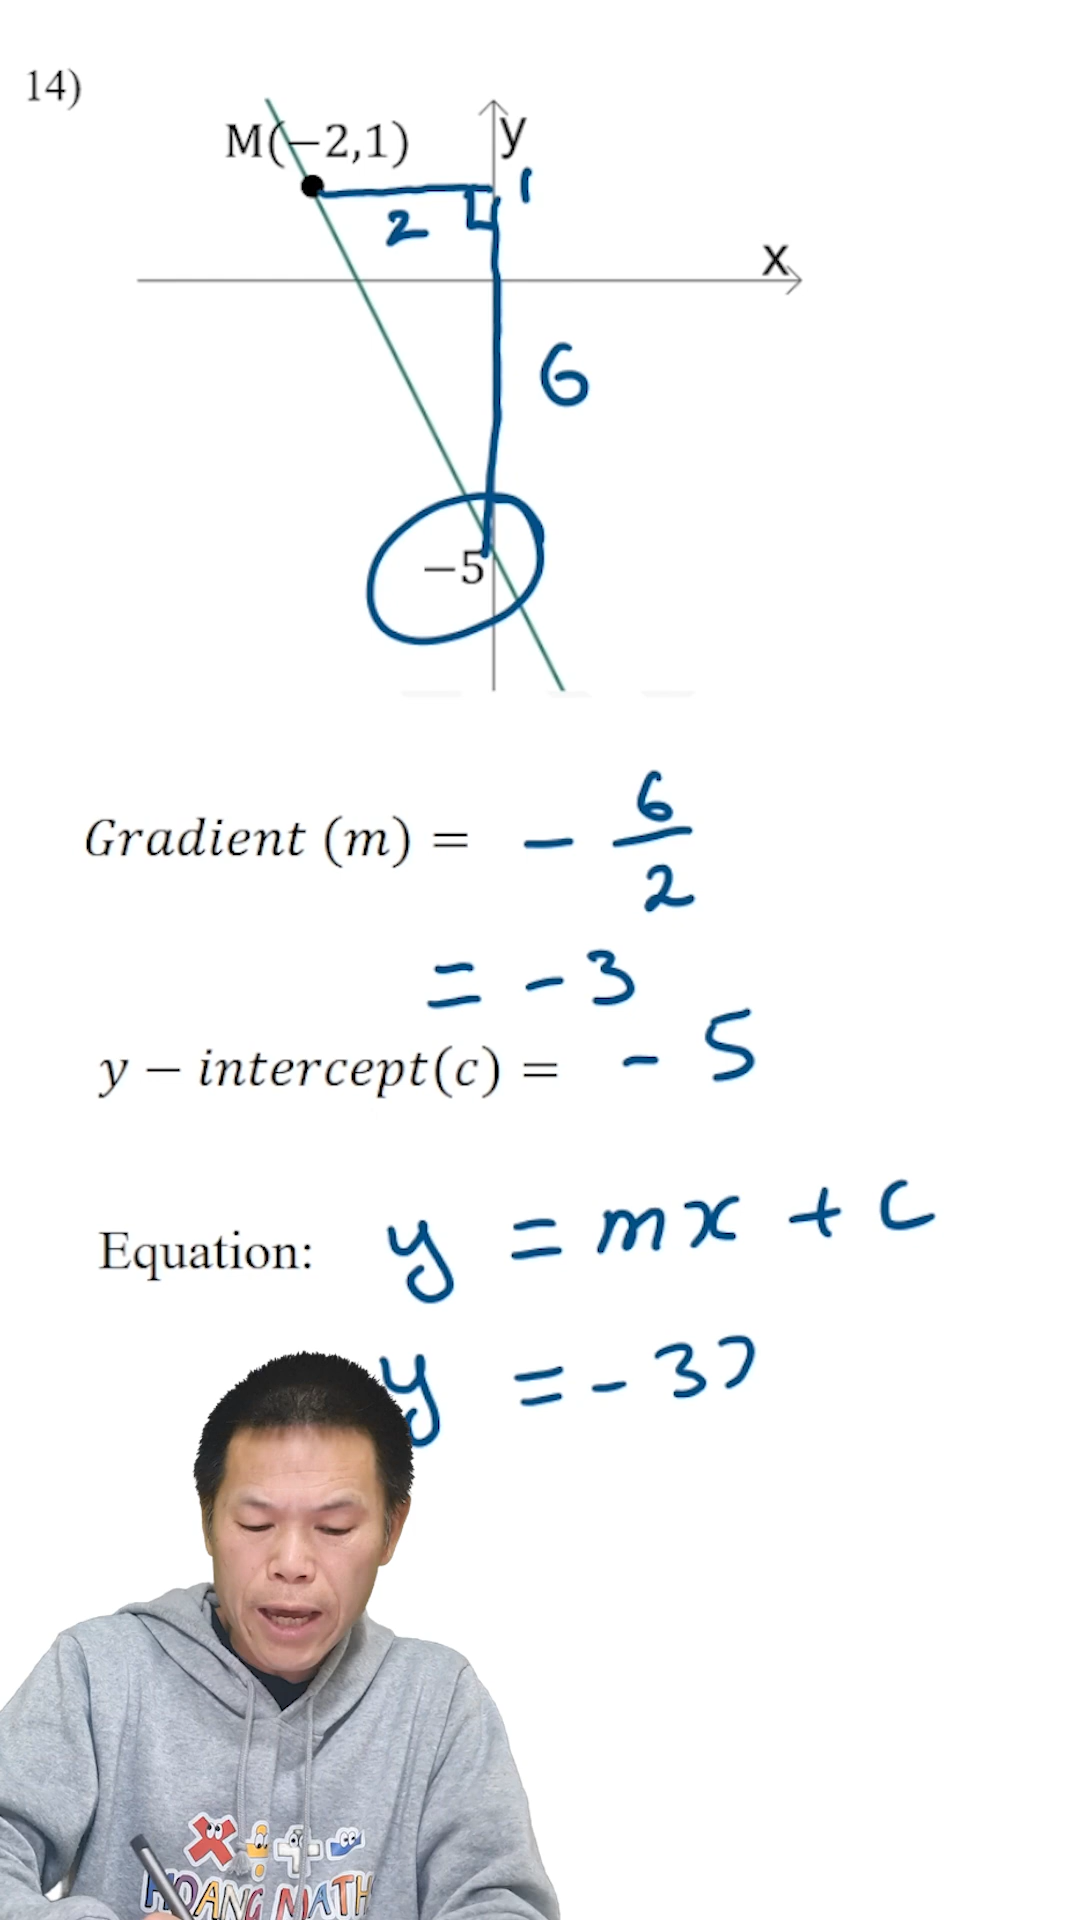 14)
M(−2,1)
y
1
2
x
6
−5
Gradient (m) = - 6/2
= -3
y − intercept(c) = - 5
Equation: y = mx + c
y = - 3
HOANG MATH